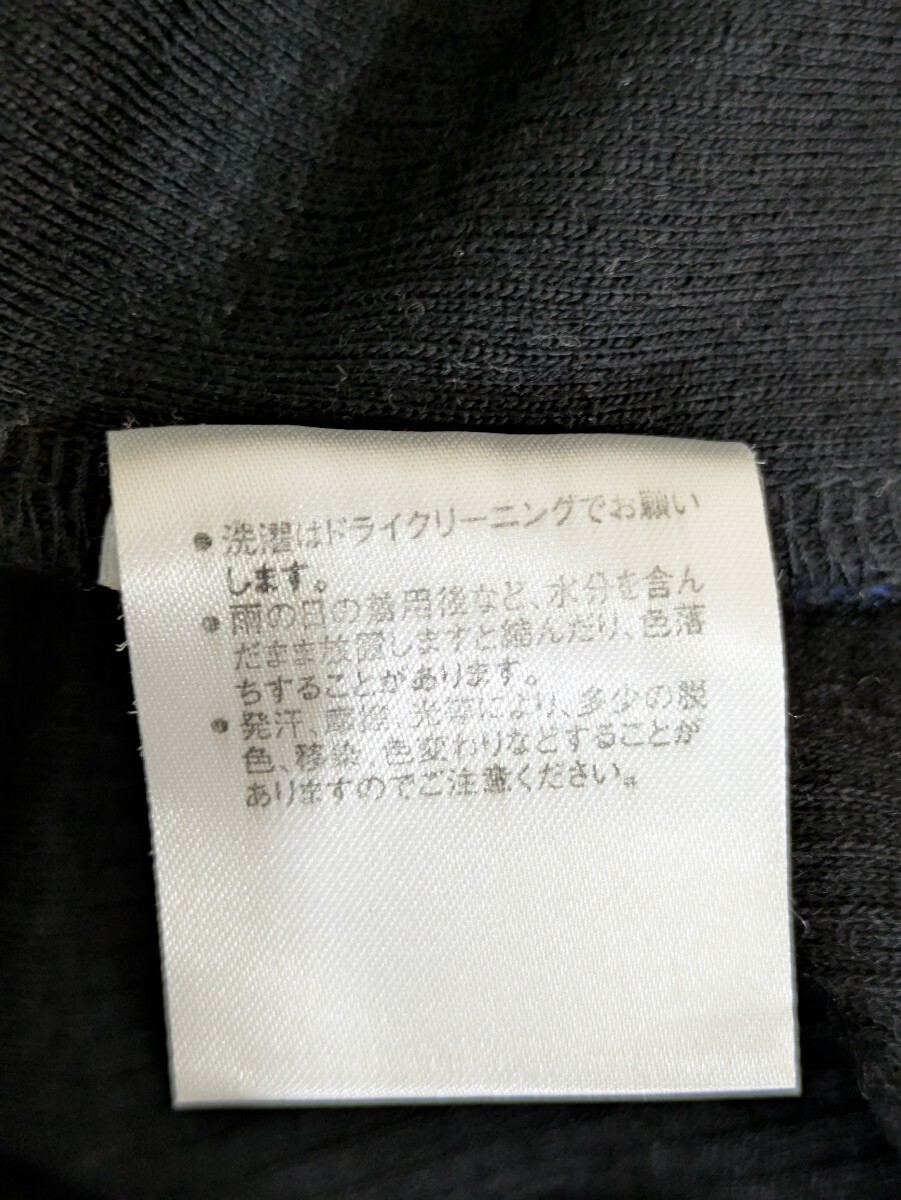 ●洗濯はドライクリーニングでお願い
します。
●雨の日の着用後など、水分を含ん
だまま放置しますと縮んだり、色落
ちすることがあります。
●発汗、摩擦、光等により、多少の脱
色、移染、色変わりなどすることが
ありますのでご注意ください。